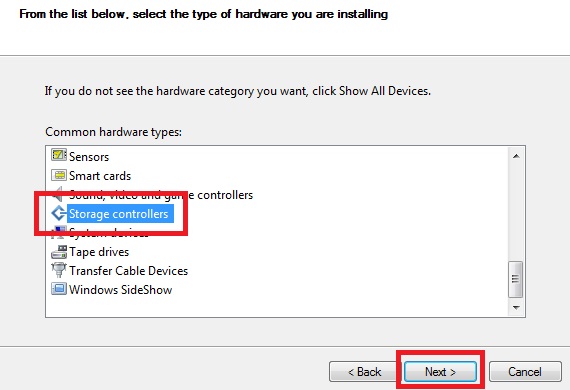 From the list below, select the type of hardware you are installing
If you do not see the hardware category you want, click Show All Devices.
Common hardware types:
Sensors
Smart cards
Sound, video and game controllers
Storage controllers
System devices
Tape drives
Transfer Cable Devices
Windows SideShow
< Back Next > Cancel